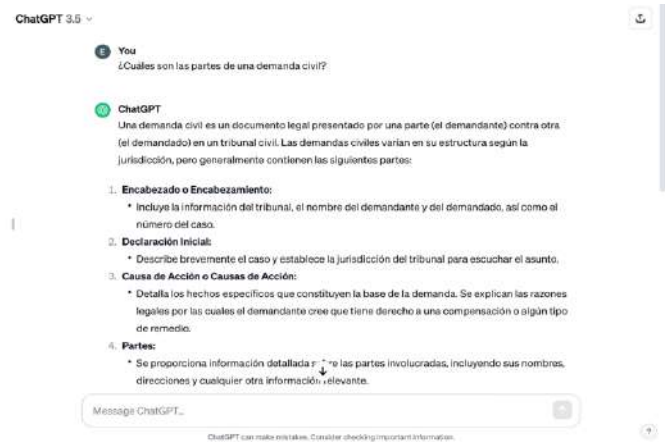 ChatGPT 3.5
E
You
¿Cuáles son las partes de una demanda civil?
ChatGPT
Una demanda civil es un documento legal presentado por una parte (el demandante) contra otra
(el demandado) en un tribunal civil. Las demandas civiles varían en su estructura según la
jurisdicción, pero generalmente contienen las siguientes partes:
1. Encabezado o Encabezamiento:
• Incluye la información del tribunal, el nombre del demandante y del demandado, así como el
número del caso.
2. Declaración Inicial:
• Describe brevemente el caso y establece la jurisdicción del tribunal para escuchar el asunto.
3. Causa de Acción o Causas de Acción:
• Detalla los hechos específicos que constituyen la base de la demanda. Se explican las razones
legales por las cuales el demandante cree que tiene derecho a una compensación o algún tipo
de remedio.
4. Partes:
• Se proporciona información detallada las partes involucradas, incluyendo sus nombres,
direcciones y cualquier otra información relevante.
Message ChatGPT...
ChatGPT can make mistakes. Consider checking important information.
?